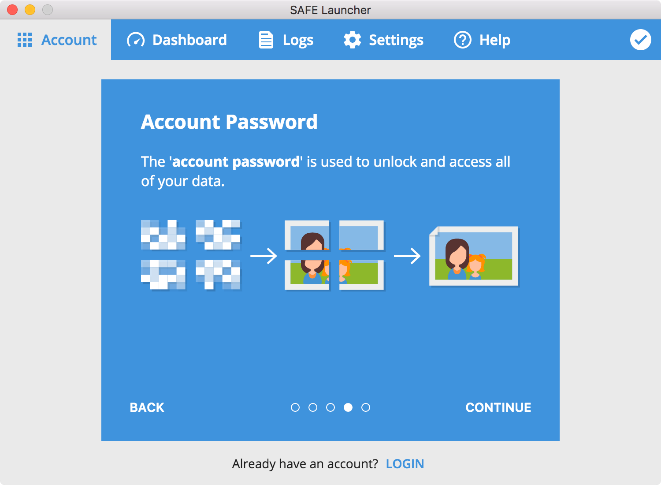 SAFE Launcher
Account Dashboard Logs Settings Help
Account Password
The 'account password' is used to unlock and access all
of your data.
BACK CONTINUE
Already have an account? LOGIN